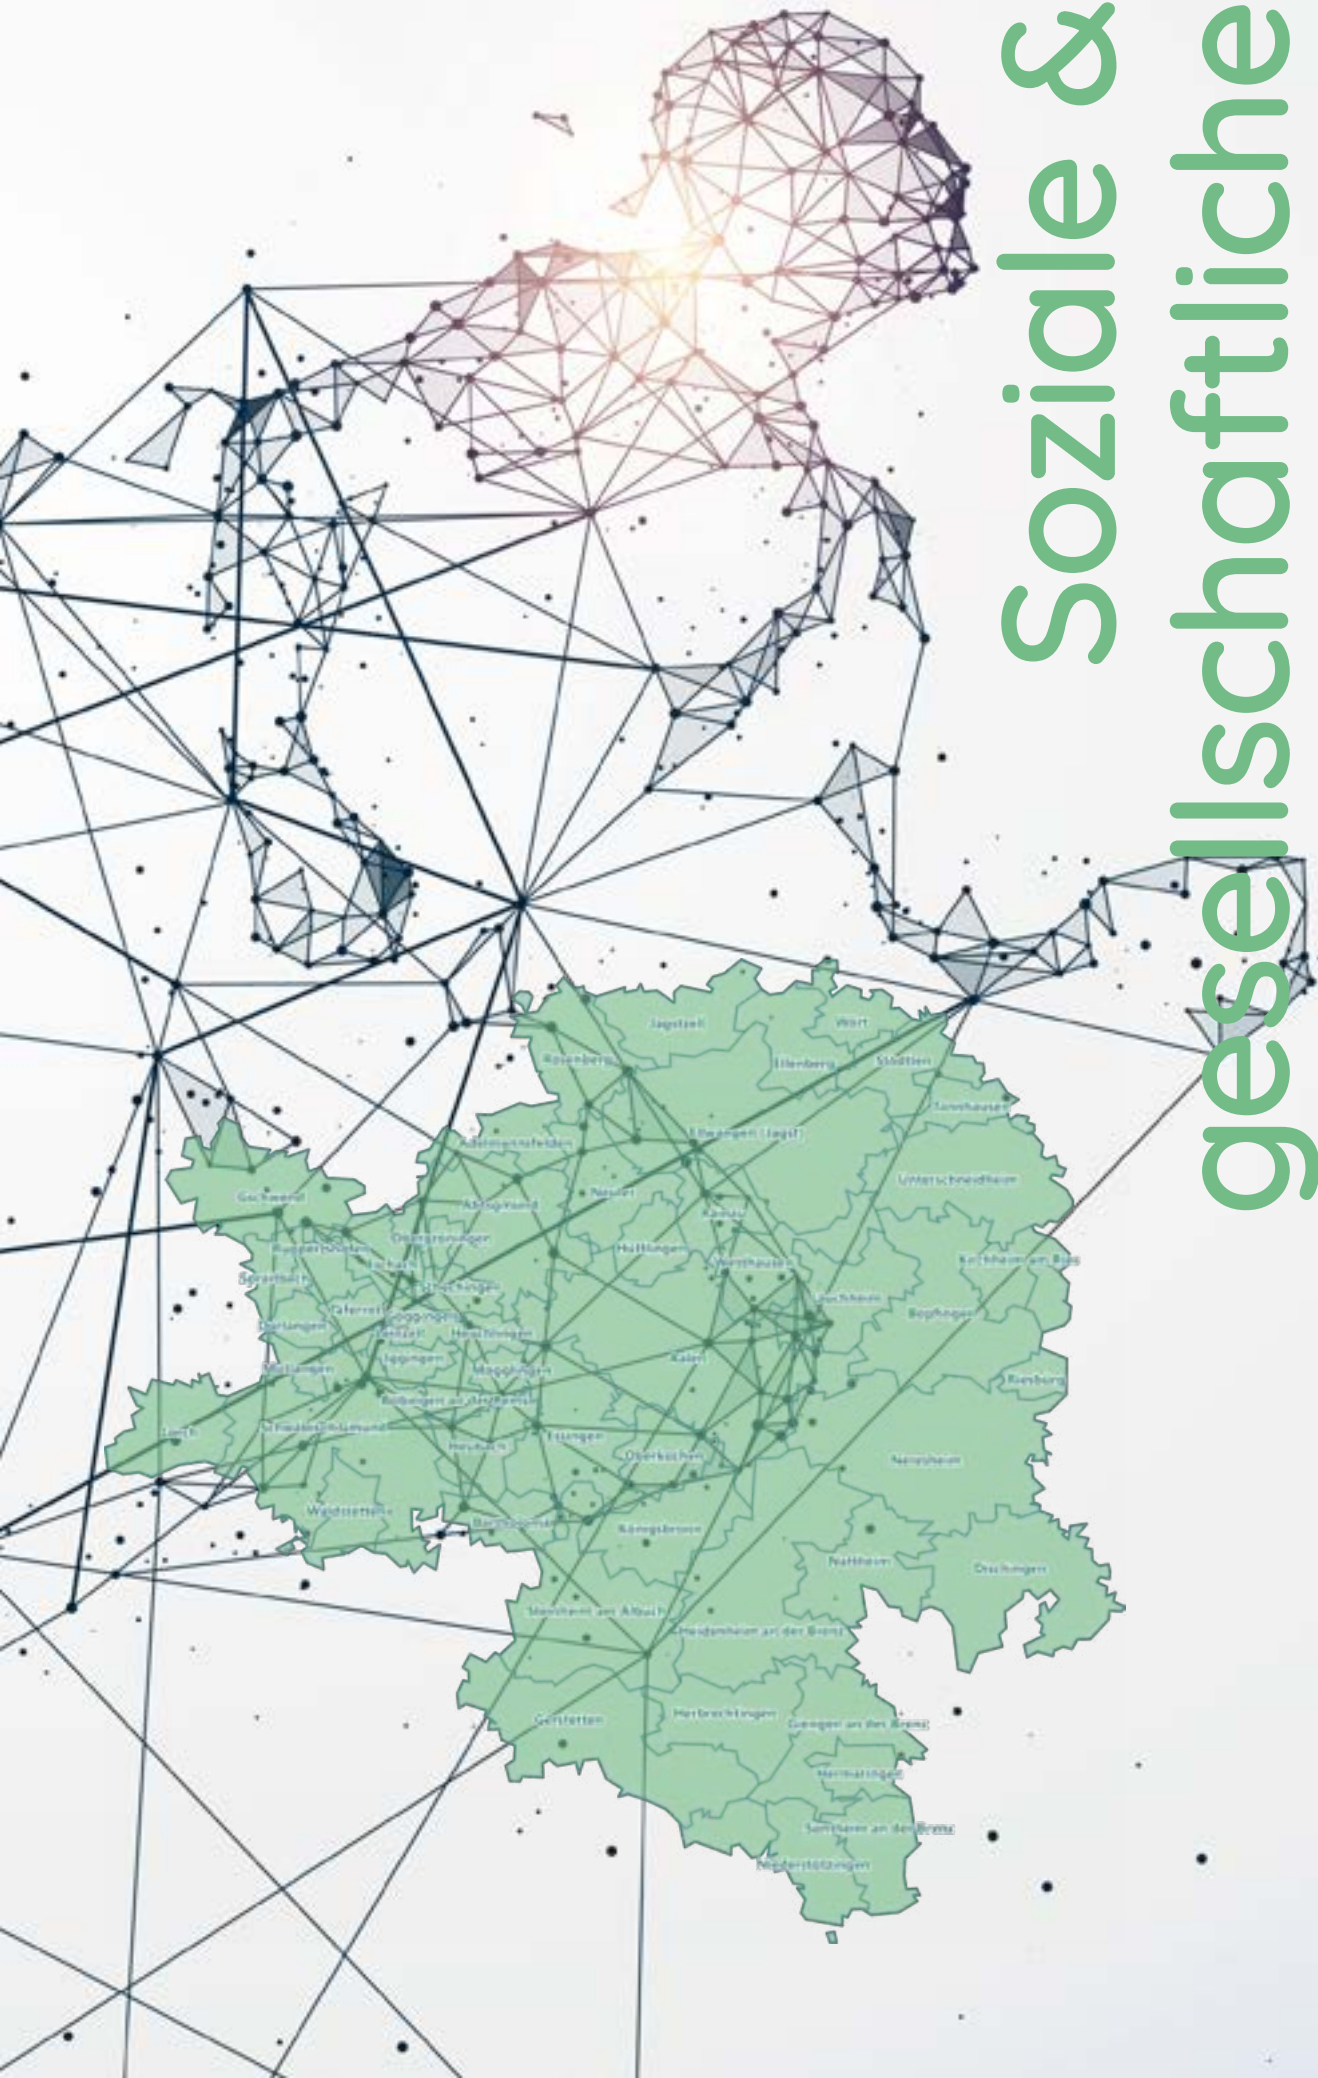 Soziale &
gesellschaftliche
Jagstzell
Wört
Rosenberg
Ellenberg
Stödtlen
Tannhausen
Adelmannsfelden
Ellwangen (Jagst)
Unterschneidheim
Gschwend
Abtsgmünd
Neuler
Rainau
Ruppertshofen
Obergröningen
Hüttlingen
Westhausen
Kirchheim am Ries
Eschach
Spraitbach
Schechingen
Lauchheim
Täferrot
Göggingen
Bopfingen
Durlangen
Leinzell
Heuchlingen
Iggingen
Aalen
Mutlangen
Mögglingen
Riesburg
Böbingen an der Rems
Lorch
Schwäbisch Gmünd
Essingen
Heubach
Oberkochen
Neresheim
Waldstetten
Bartholomä
Königsbronn
Nattheim
Dischingen
Steinheim am Albuch
Heidenheim an der Brenz
Gerstetten
Herbrechtingen
Giengen an der Brenz
Hermaringen
Sontheim an der Brenz
Niederstotzingen